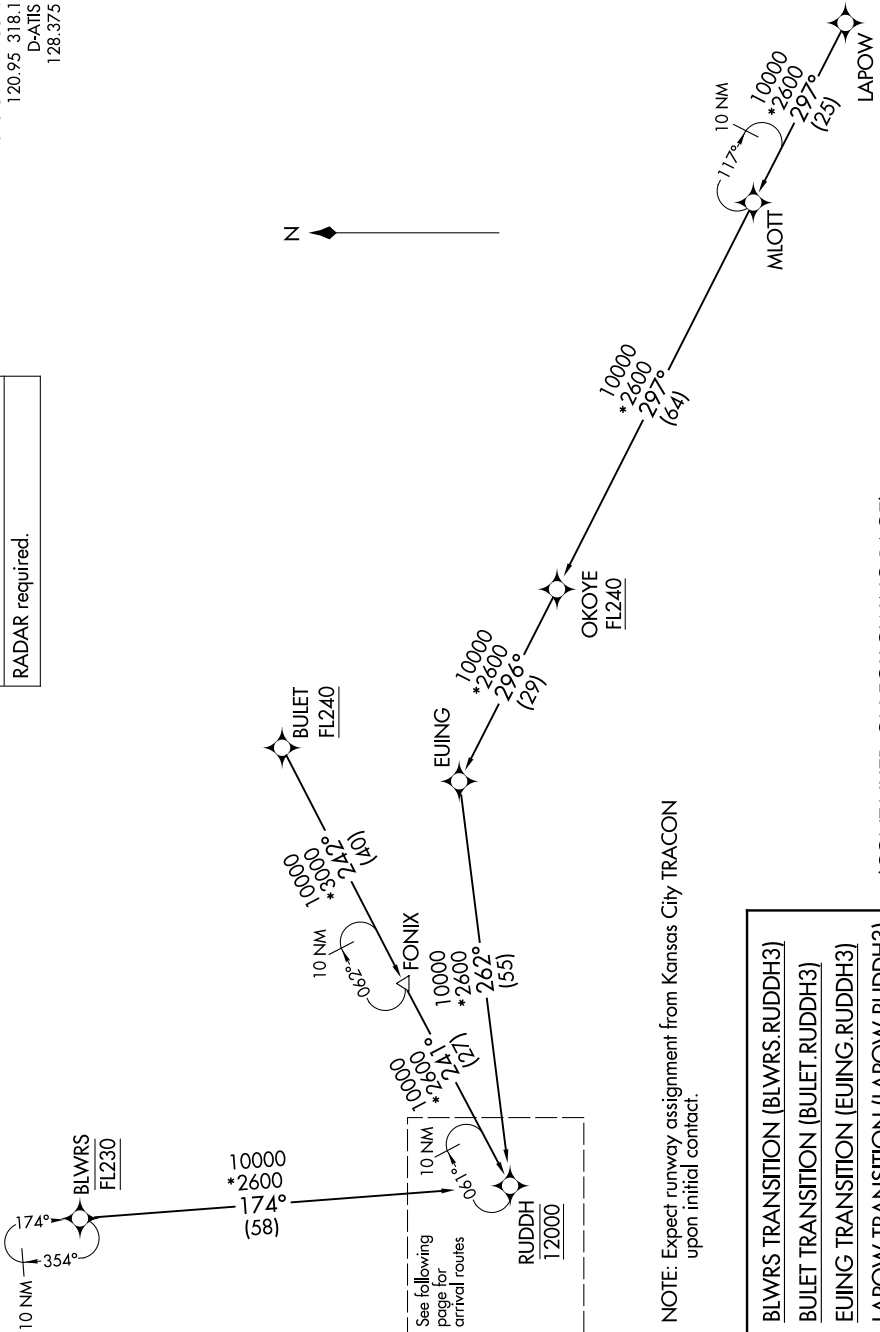 120.95 318.1
D-ATIS
128.375
RADAR required.
N
10 NM
174°
354°
BLWRS
FL230
10000
*2600
174°
(58)
BULET
FL240
10000
*3000
242°
(40)
10 NM
062°
FONIX
10000
*2600
241°
(27)
10 NM
061°
See following
page for
arrival routes
RUDDH
12000
EUING
10000
*2600
262°
(55)
10000
*2600
296°
(29)
OKOYE
FL240
10000
*2600
297°
(64)
MLOTT
10 NM
117°
10000
*2600
297°
(25)
LAPOW
NOTE: Expect runway assignment from Kansas City TRACON
upon initial contact.
BLWRS TRANSITION (BLWRS.RUDDH3)
BULET TRANSITION (BULET.RUDDH3)
EUING TRANSITION (EUING.RUDDH3)
LAPOW TRANSITION (LAPOW.RUDDH3)